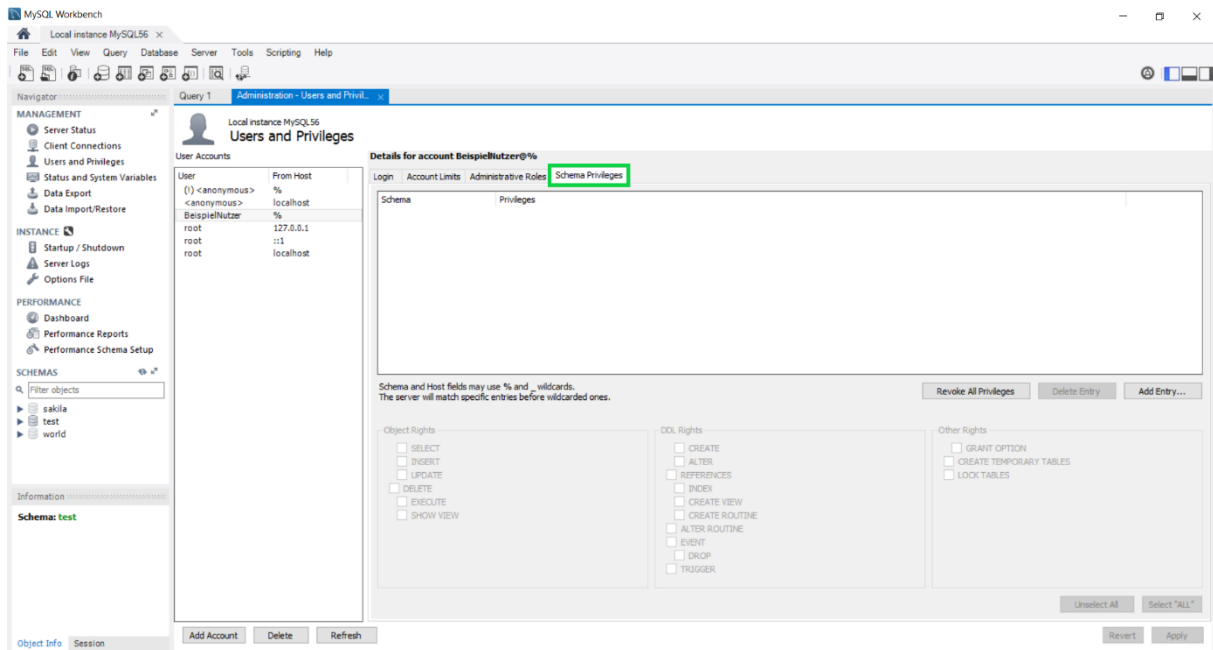 MySQL Workbench
Local instance MySQL56
File Edit View Query Database Server Tools Scripting Help
Navigator
MANAGEMENT
Server Status
Client Connections
Users and Privileges
Status and System Variables
Data Export
Data Import/Restore
INSTANCE
Startup / Shutdown
Server Logs
Options File
PERFORMANCE
Dashboard
Performance Reports
Performance Schema Setup
SCHEMAS
Filter objects
sakila
test
world
Information
Schema: test
Object Info Session
Query 1 Administration - Users and Privil...
Local instance MySQL56
Users and Privileges
User Accounts
User From Host
(!) <anonymous> %
<anonymous> localhost
BeispielNutzer %
root 127.0.0.1
root ::1
root localhost
Add Account Delete Refresh
Details for account BeispielNutzer@%
Login Account Limits Administrative Roles Schema Privileges
Schema Privileges
Schema and Host fields may use % and _ wildcards.
The server will match specific entries before wildcarded ones.
Revoke All Privileges Delete Entry Add Entry...
Object Rights
SELECT
INSERT
UPDATE
DELETE
EXECUTE
SHOW VIEW
DDL Rights
CREATE
ALTER
REFERENCES
INDEX
CREATE VIEW
CREATE ROUTINE
ALTER ROUTINE
EVENT
DROP
TRIGGER
Other Rights
GRANT OPTION
CREATE TEMPORARY TABLES
LOCK TABLES
Unselect All Select "ALL"
Revert Apply